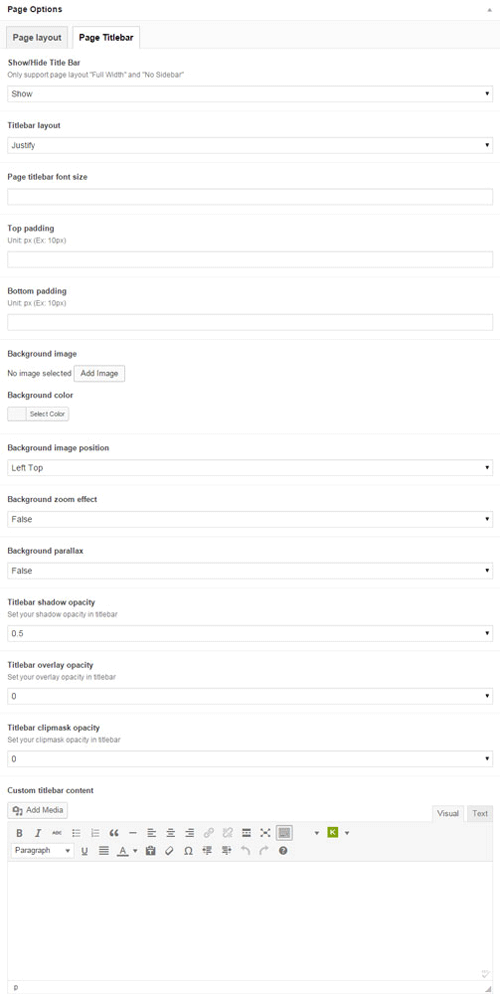 Page Options
Page layout Page Titlebar
Show/Hide Title Bar
Only support page layout "Full Width" and "No Sidebar"
Show
Titlebar layout
Justify
Page titlebar font size
Top padding
Unit: px (Ex: 10px)
Bottom padding
Unit: px (Ex: 10px)
Background image
No image selected Add Image
Background color
Select Color
Background image position
Left Top
Background zoom effect
False
Background parallax
False
Titlebar shadow opacity
Set your shadow opacity in titlebar
0.5
Titlebar overlay opacity
Set your overlay opacity in titlebar
0
Titlebar clipmask opacity
Set your clipmask opacity in titlebar
0
Custom titlebar content
Add Media Visual Text
B I ABC K
Paragraph U A Ω
p